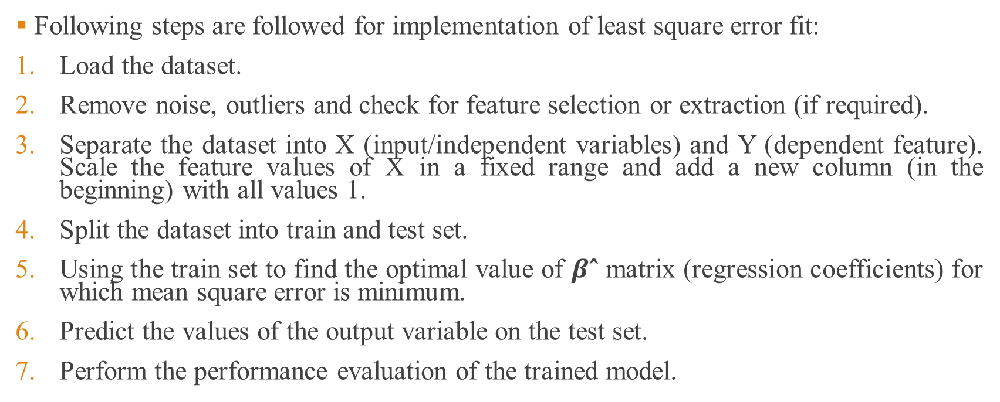 ▪ Following steps are followed for implementation of least square error fit:
1. Load the dataset.
2. Remove noise, outliers and check for feature selection or extraction (if required).
3. Separate the dataset into X (input/independent variables) and Y (dependent feature).
Scale the feature values of X in a fixed range and add a new column (in the
beginning) with all values 1.
4. Split the dataset into train and test set.
5. Using the train set to find the optimal value of β^ matrix (regression coefficients) for
which mean square error is minimum.
6. Predict the values of the output variable on the test set.
7. Perform the performance evaluation of the trained model.